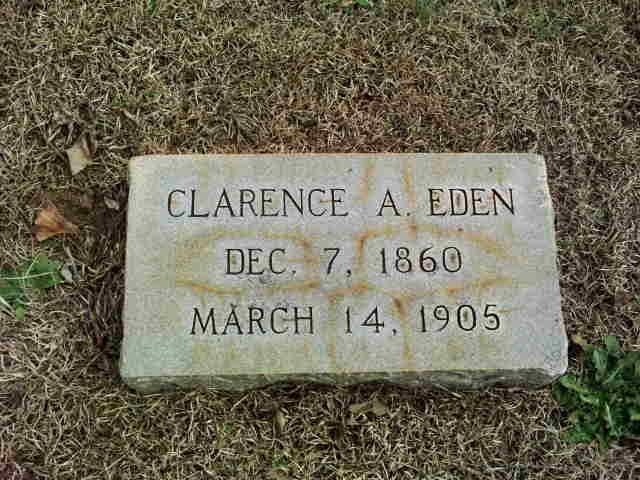 CLARENCE A. EDEN
DEC. 7, 1860
MARCH 14, 1905